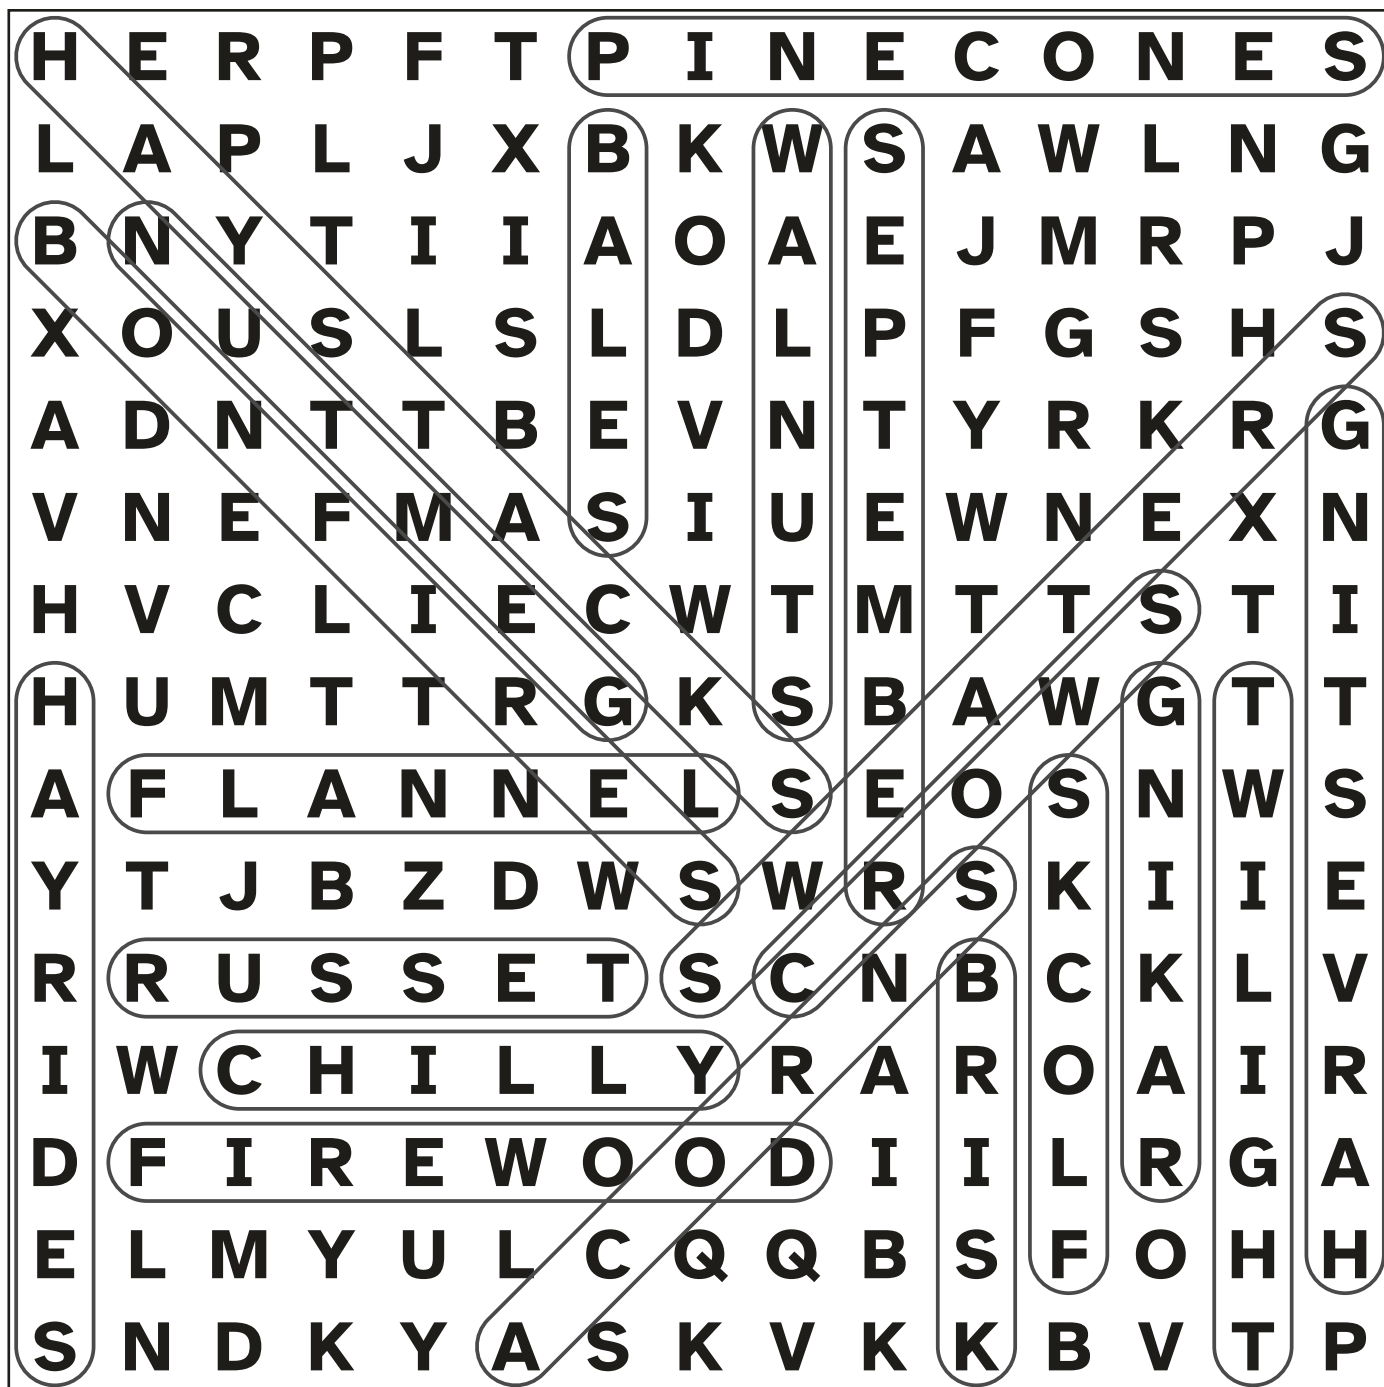 H E R P F T P I N E C O N E S
L A P L J X B K W S A W L N G
B N Y T I I A O A E J M R P J
X O U S L S L D L P F G S H S
A D N T T B E V N T Y R K R G
V N E F M A S I U E W N E X N
H V C L I E C W T M T T S T I
H U M T T R G K S B A W G T T
A F L A N N E L S E O S N W S
Y T J B Z D W S W R S K I I E
R R U S S E T S C N B C K L V
I W C H I L L Y R A R O A I R
D F I R E W O O D I I L R G A
E L M Y U L C Q Q B S F O H H
S N D K Y A S K V K K B V T P